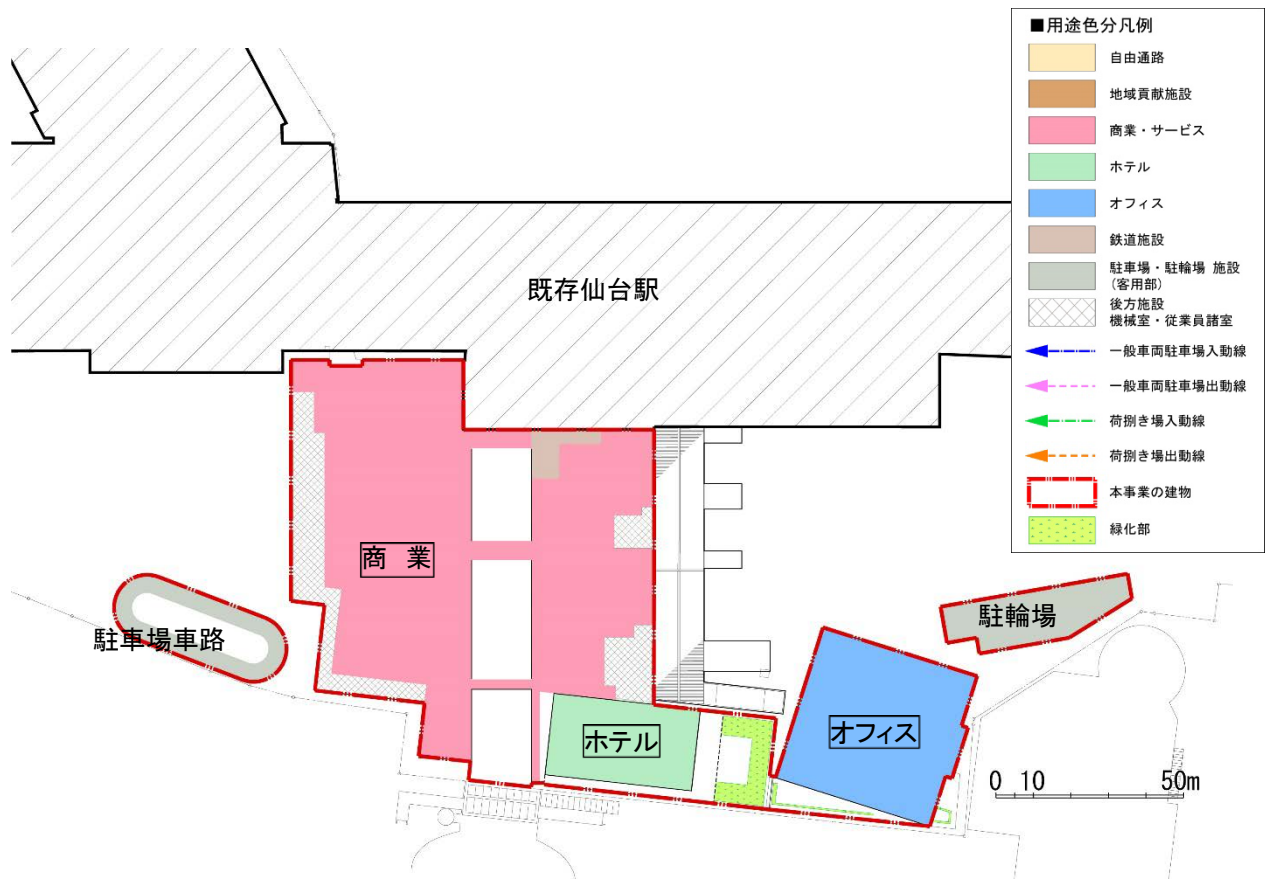 ■用途色分凡例
自由通路
地域貢献施設
商業・サービス
ホテル
オフィス
鉄道施設
駐車場・駐輪場 施設
(客用部)
後方施設
機械室・従業員諸室
一般車両駐車場入動線
一般車両駐車場出動線
荷捌き場入動線
荷捌き場出動線
本事業の建物
緑化部
既存仙台駅
商 業
駐車場車路
駐輪場
ホテル
オフィス
0 10 50m